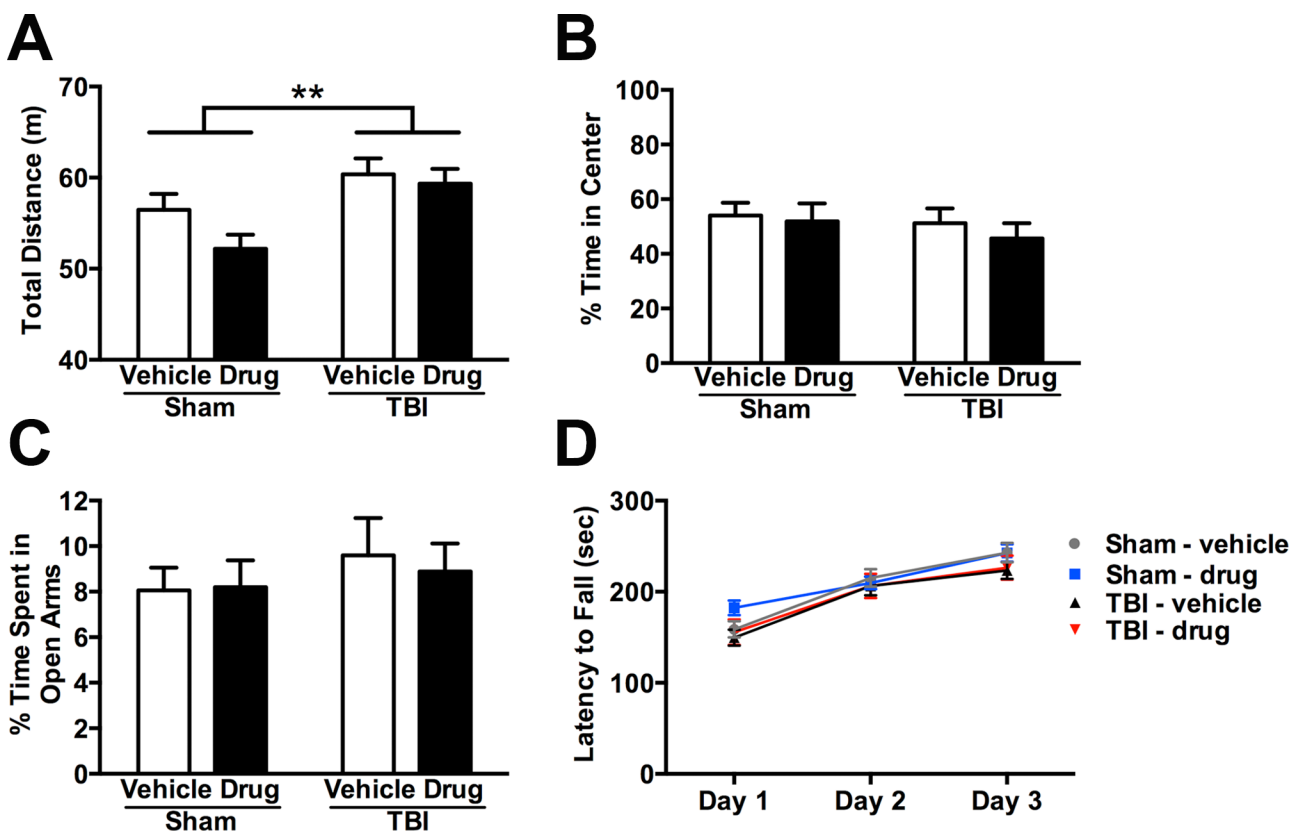 A
Total Distance (m)
70
60
50
40
**
Vehicle Drug
Vehicle Drug
Sham
TBI
B
% Time in Center
100
80
60
40
20
0
Vehicle Drug
Vehicle Drug
Sham
TBI
C
% Time Spent in
Open Arms
12
10
8
6
4
2
0
Vehicle Drug
Vehicle Drug
Sham
TBI
D
Latency to Fall (sec)
300
200
100
0
Day 1
Day 2
Day 3
Sham - vehicle
Sham - drug
TBI - vehicle
TBI - drug